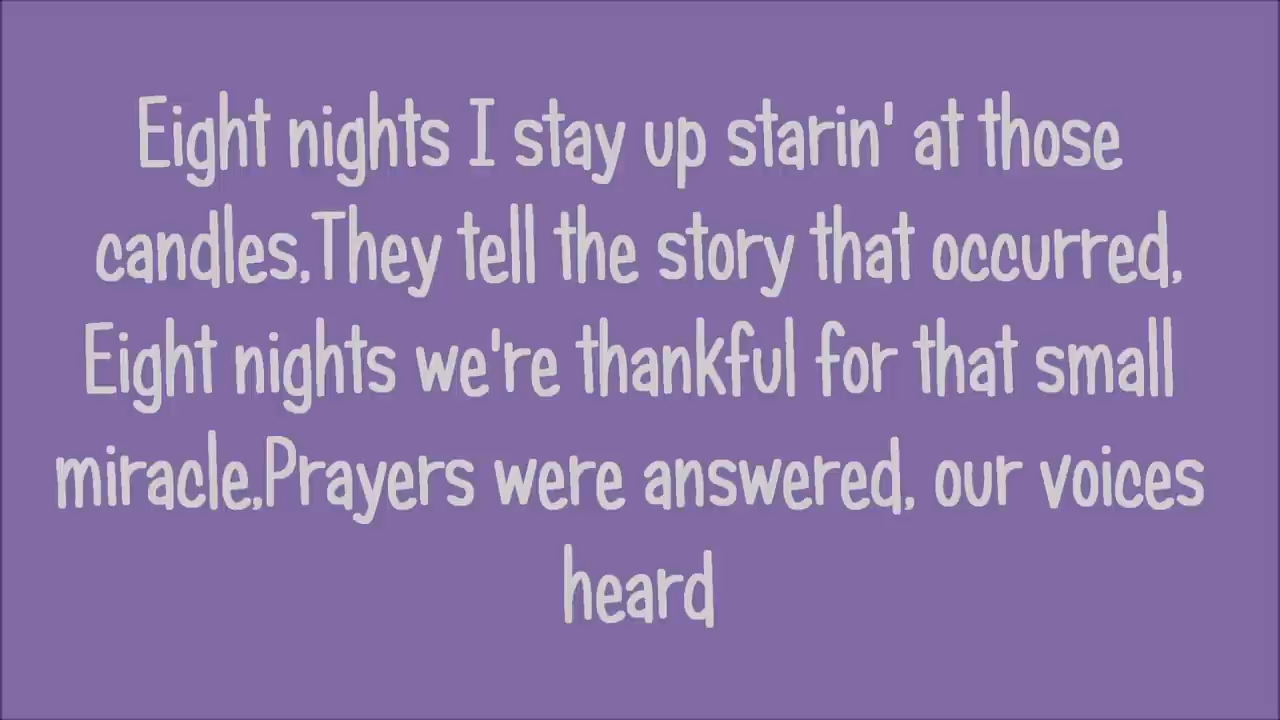 Eight nights I stay up starin' at those
candles,They tell the story that occurred,
Eight nights we're thankful for that small
miracle,Prayers were answered, our voices
heard